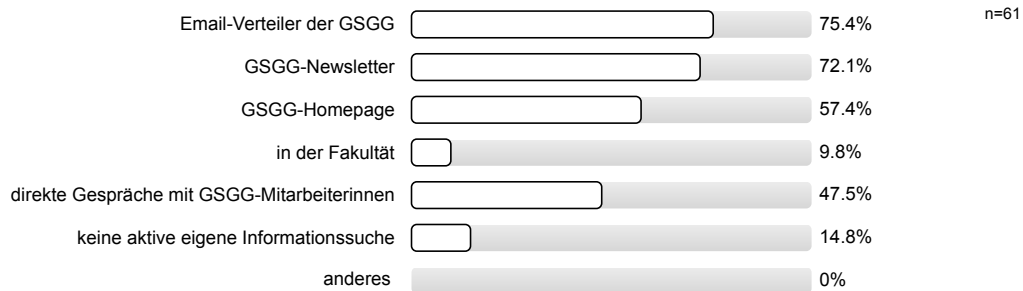 Email-Verteiler der GSGG 75.4% n=61
GSGG-Newsletter 72.1%
GSGG-Homepage 57.4%
in der Fakultät 9.8%
direkte Gespräche mit GSGG-Mitarbeiterinnen 47.5%
keine aktive eigene Informationssuche 14.8%
anderes 0%